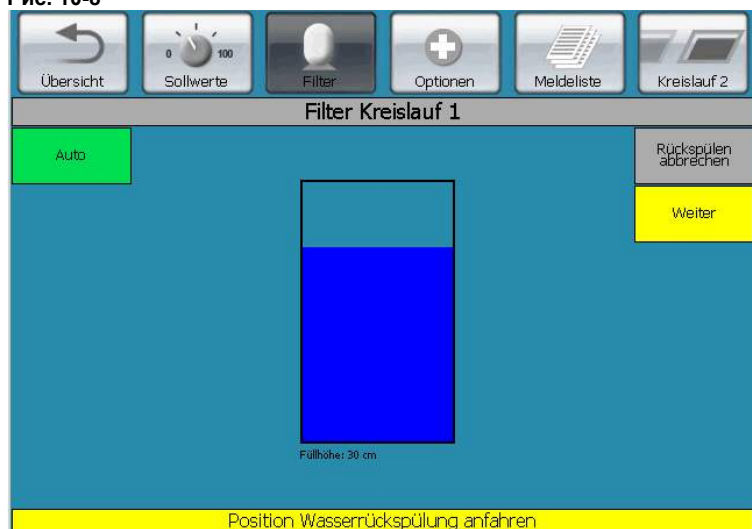 Рис. 10-8
Übersicht
0 100
Sollwerte
Filter
Optionen
Meldeliste
Kreislauf 2
Filter Kreislauf 1
Auto
Rückspülen
abbrechen
Weiter
Füllhöhe: 30 cm
Position Wasserrückspülung anfahren